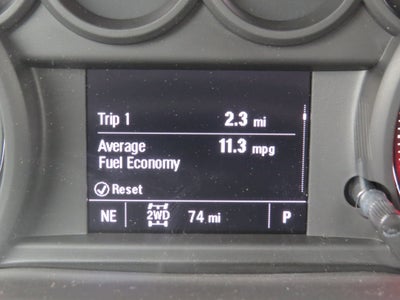 Trip 1 2.3 mi
Average 11.3 mpg
Fuel Economy
Reset
NE 2WD 74 mi P